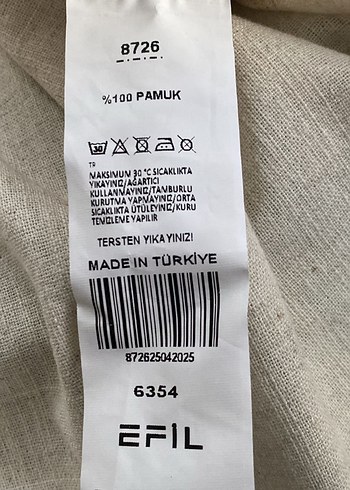 8726
%100 PAMUK
30
TR
MAKSIMUM 30 °C SICAKLIKTA
YIKAYINIZ/AĞARTICI
KULLANMAYINIZ/TAMBURLU
KURUTMA YAPMAYINIZ/ORTA
SICAKLIKTA ÜTÜLEYİNİZ/KURU
TEMİZLEME YAPILIR
TERSTEN YIKAYINIZ!
MADE IN TÜRKİYE
872625042025
6354
EFİL